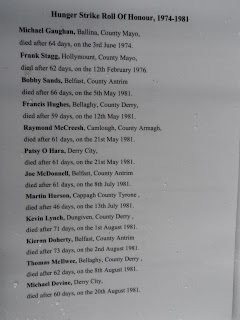 Hunger Strike Roll Of Honour, 1974-1981
Michael Gaughan, Ballina, County Mayo,
died after 64 days, on the 3rd June 1974.
Frank Stagg, Hollymount, County Mayo,
died after 62 days, on the 12th February 1976.
Bobby Sands, Belfast, County Antrim
died after 66 days on the 5th May 1981.
Francis Hughes, Bellaghy, County Derry,
died after 59 days, on the 12th May 1981.
Raymond McCreesh, Camlough, County Armagh,
died after 61 days, on the 21st May 1981.
Patsy O Hara, Derry City,
died after 61 days, on the 21st May 1981.
Joe McDonnell, Belfast, County Antrim
died after 61 days, on the 8th July 1981.
Martin Hurson, Cappagh County Tyrone,
died after 46 days, on the 13th July 1981.
Kevin Lynch, Dungiven, County Derry,
died after 71 days on the 1st August 1981.
Kieron Doherty, Belfast, County Antrim
died after 73 days, on the 2nd August 1981.
Thomas McElwee, Bellaghy, County Derry,
died after 62 days, on the 8th August 1981.
Michael Devine, Derry City,
died after 60 days, on the 20th August 1981.